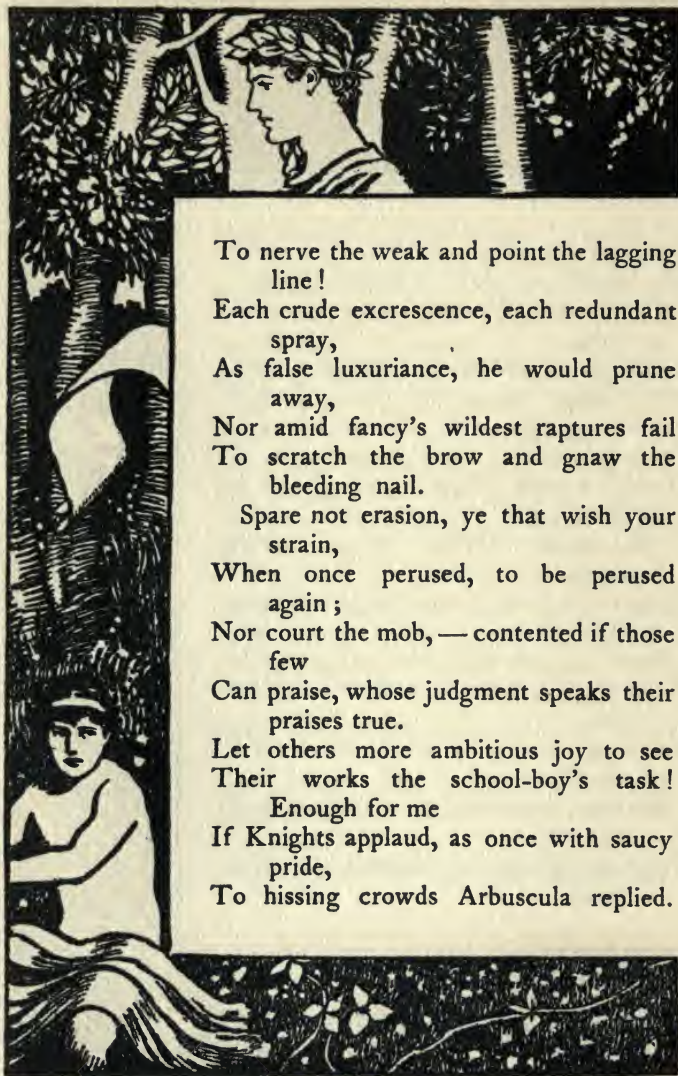 To nerve the weak and point the lagging
line !
Each crude excrescence, each redundant
spray,
As false luxuriance, he would prune
away,
Nor amid fancy's wildest raptures fail
To scratch the brow and gnaw the
bleeding nail.
Spare not erasion, ye that wish your
strain,
When once perused, to be perused
again ;
Nor court the mob, — contented if those
few
Can praise, whose judgment speaks their
praises true.
Let others more ambitious joy to see
Their works the school-boy's task !
Enough for me
If Knights applaud, as once with saucy
pride,
To hissing crowds Arbuscula replied.